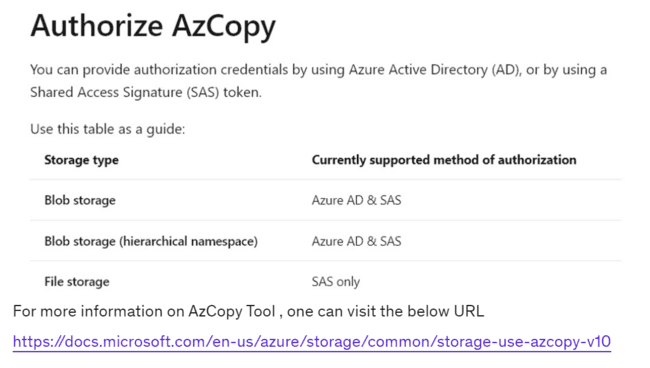 Authorize AzCopy
You can provide authorization credentials by using Azure Active Directory (AD), or by using a
Shared Access Signature (SAS) token.
Use this table as a guide:
Storage type Currently supported method of authorization
Blob storage Azure AD & SAS
Blob storage (hierarchical namespace) Azure AD & SAS
File storage SAS only
For more information on AzCopy Tool , one can visit the below URL
https://docs.microsoft.com/en-us/azure/storage/common/storage-use-azcopy-v10